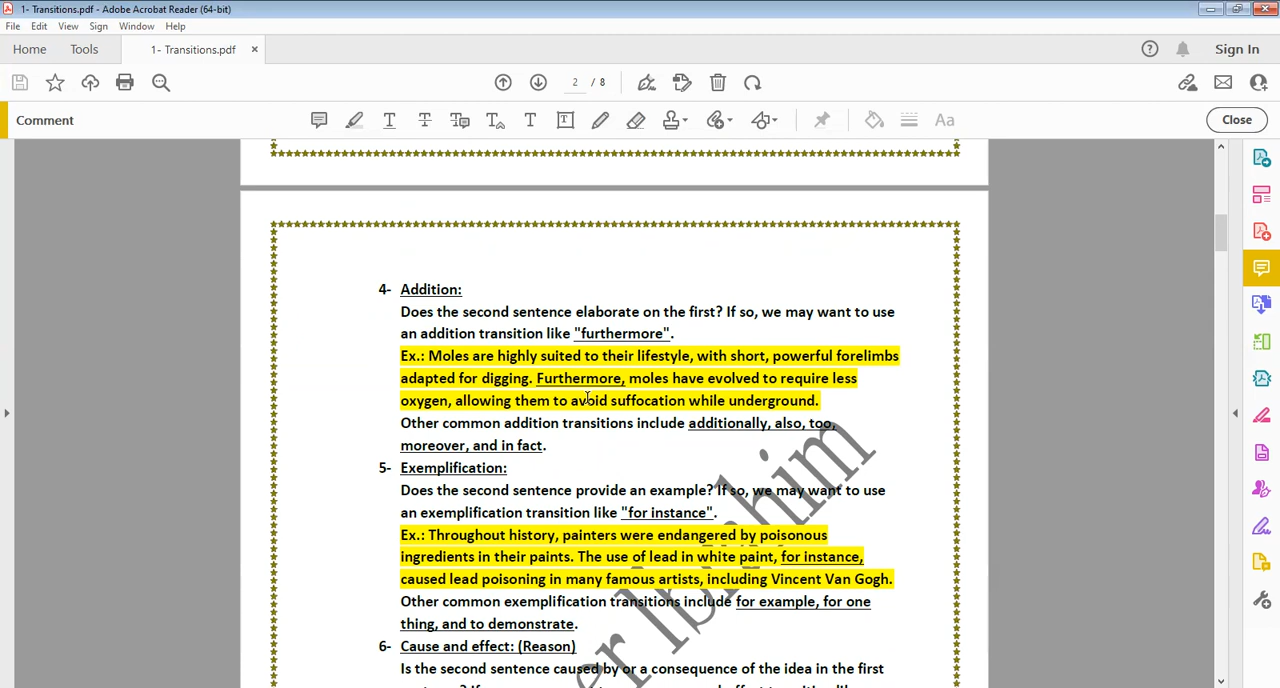 1- Transitions.pdf - Adobe Acrobat Reader (64-bit)
File Edit View Sign Window Help
Home Tools 1- Transitions.pdf × Sign In
2 / 8
Comment Close
4- Addition:
Does the second sentence elaborate on the first? If so, we may want to use
an addition transition like "furthermore".
Ex.: Moles are highly suited to their lifestyle, with short, powerful forelimbs
adapted for digging. Furthermore, moles have evolved to require less
oxygen, allowing them to avoid suffocation while underground.
Other common addition transitions include additionally, also, too,
moreover, and in fact.
5- Exemplification:
Does the second sentence provide an example? If so, we may want to use
an exemplification transition like "for instance".
Ex.: Throughout history, painters were endangered by poisonous
ingredients in their paints. The use of lead in white paint, for instance,
caused lead poisoning in many famous artists, including Vincent Van Gogh.
Other common exemplification transitions include for example, for one
thing, and to demonstrate.
6- Cause and effect: (Reason)
Is the second sentence caused by or a consequence of the idea in the first